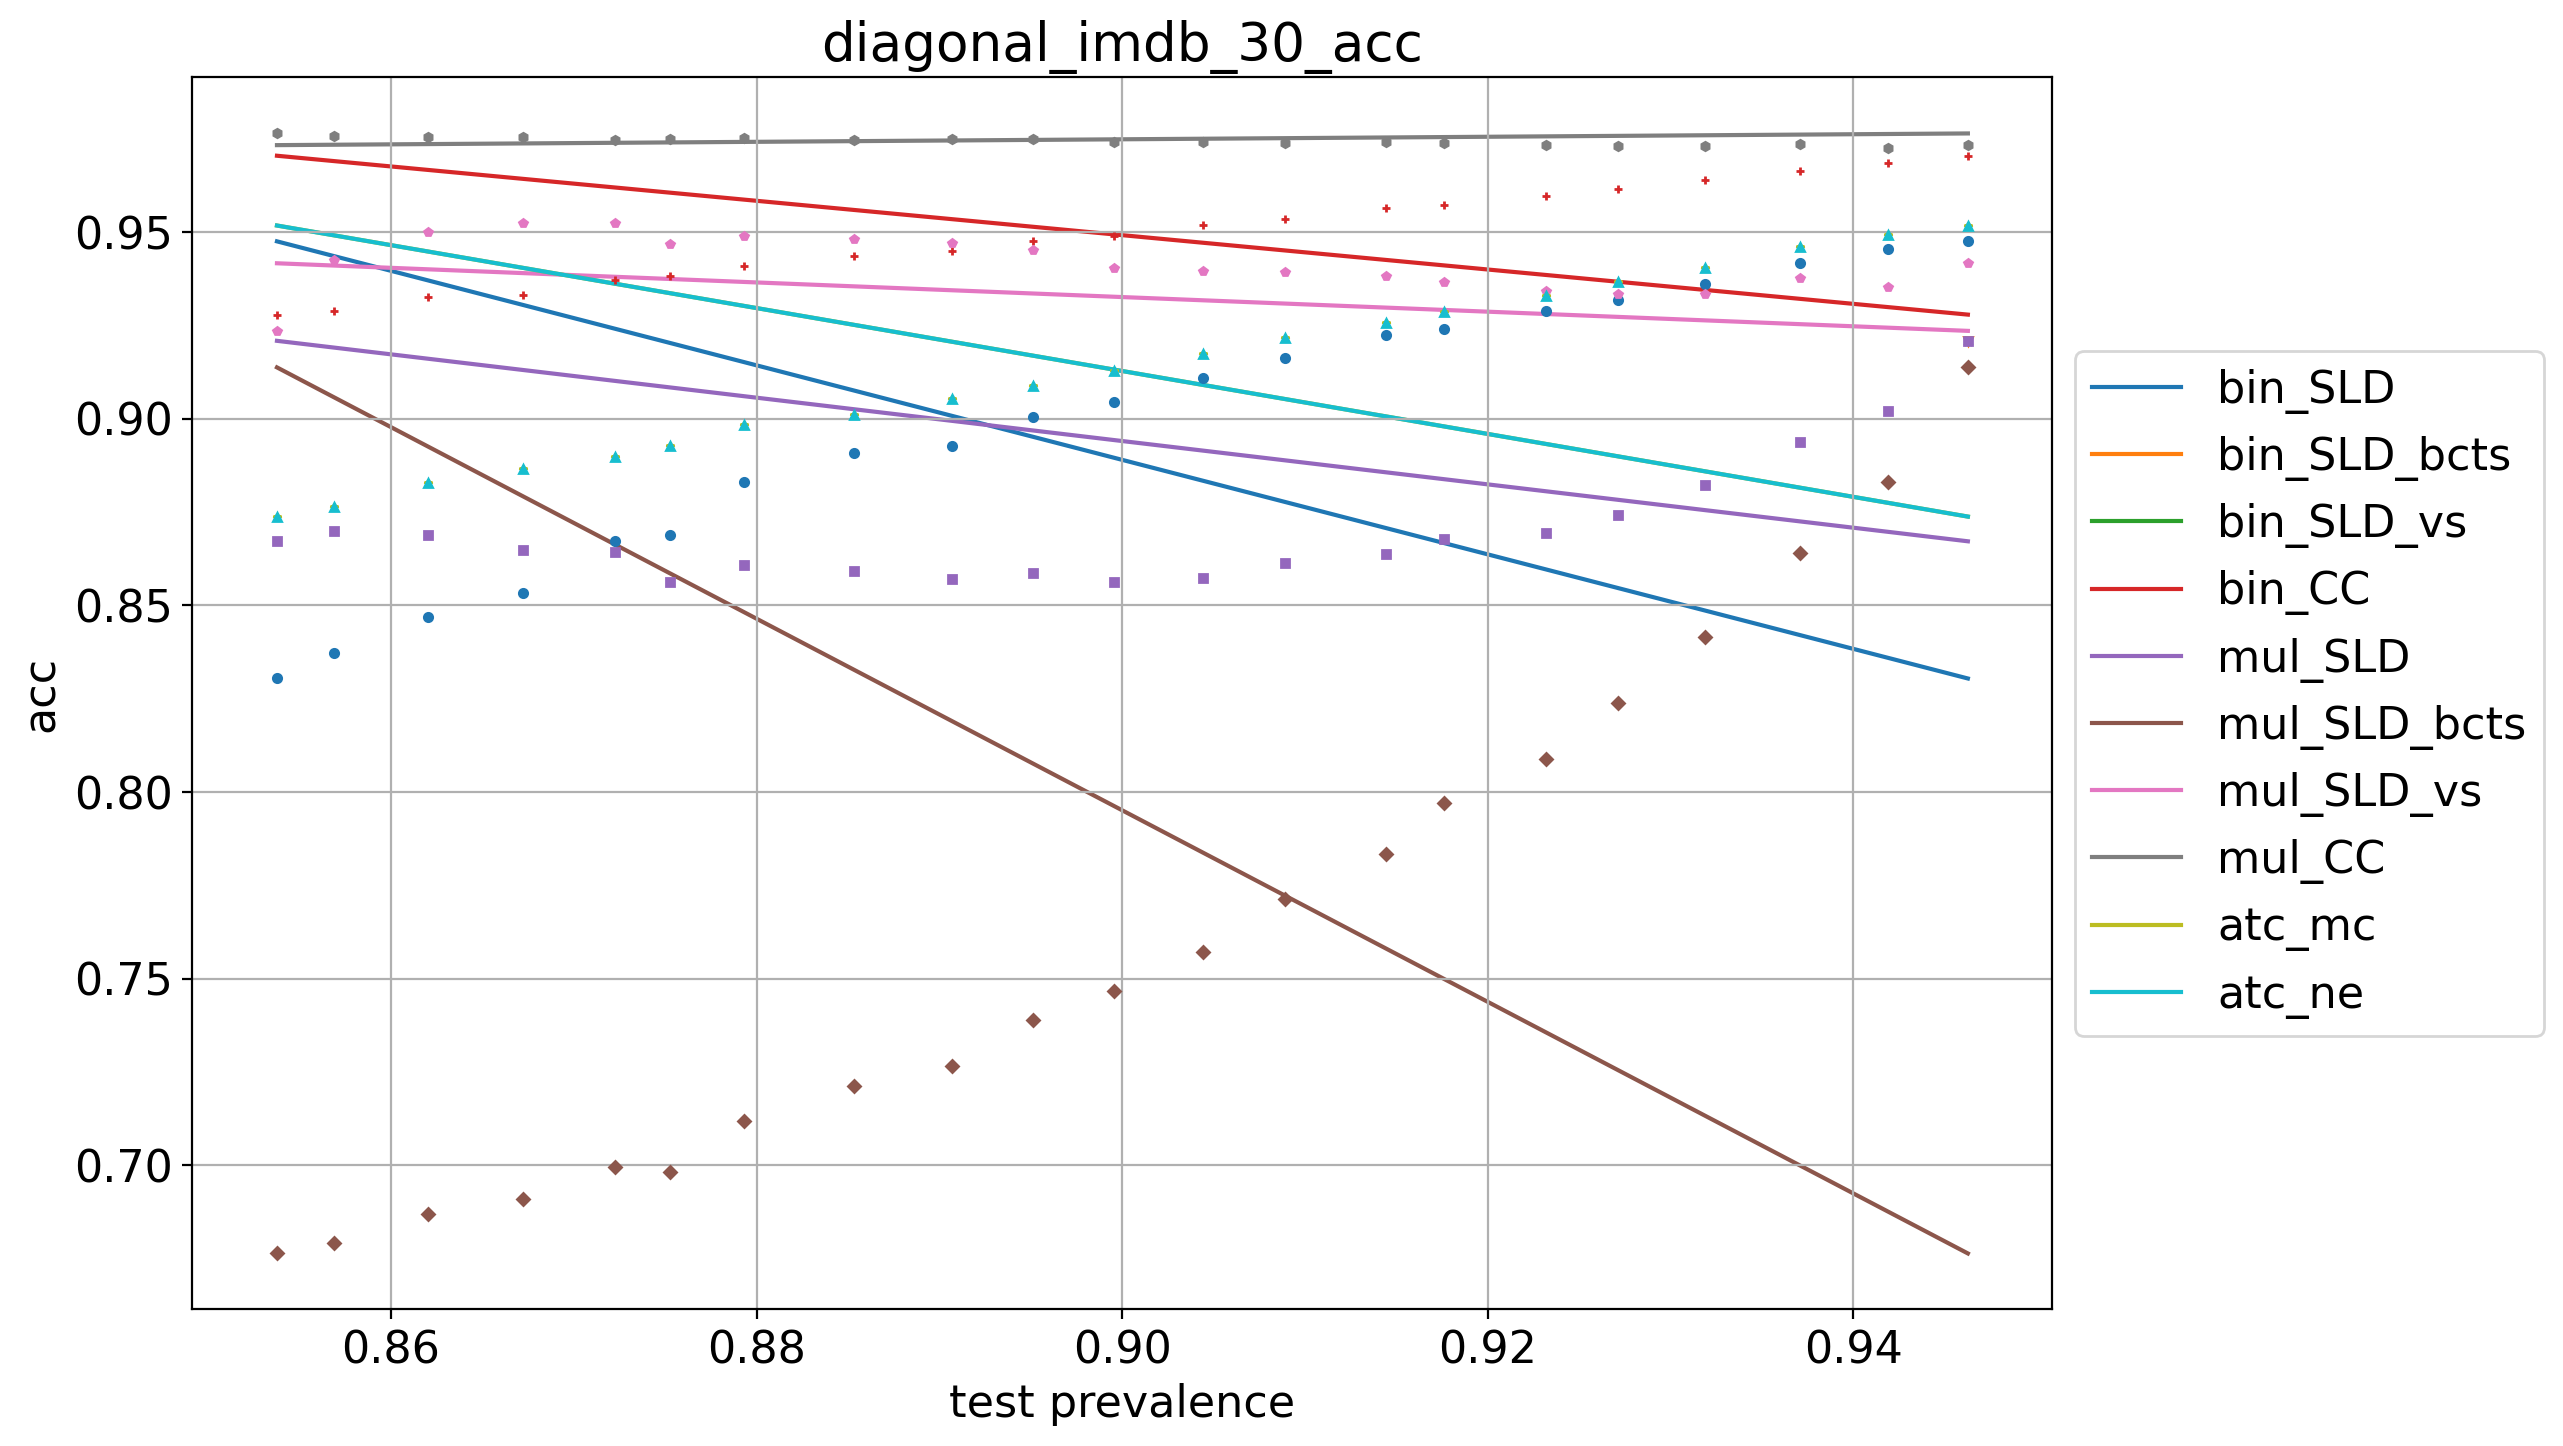 diagonal_imdb_30_acc
acc
0.95
0.90
0.85
0.80
0.75
0.70
0.86 0.88 0.90 0.92 0.94
test prevalence
bin_SLD
bin_SLD_bcts
bin_SLD_vs
bin_CC
mul_SLD
mul_SLD_bcts
mul_SLD_vs
mul_CC
atc_mc
atc_ne